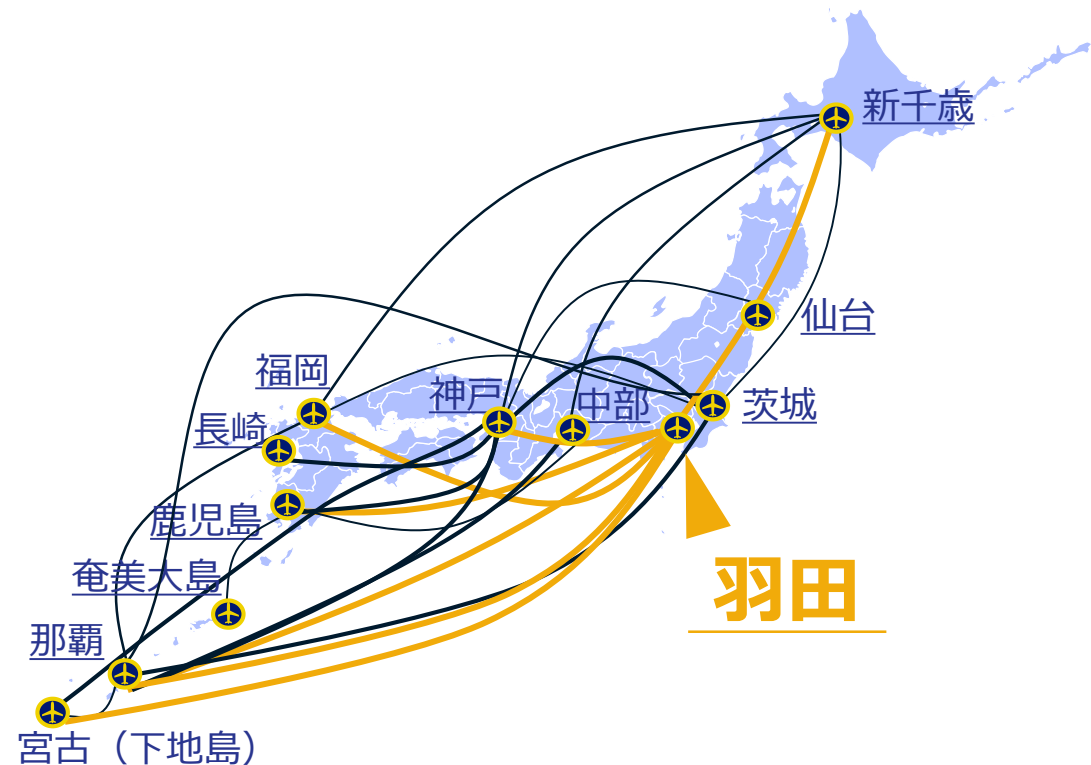 新千歳
仙台
福岡
神戸
中部
茨城
長崎
鹿児島
羽田
奄美大島
那覇
宮古（下地島）